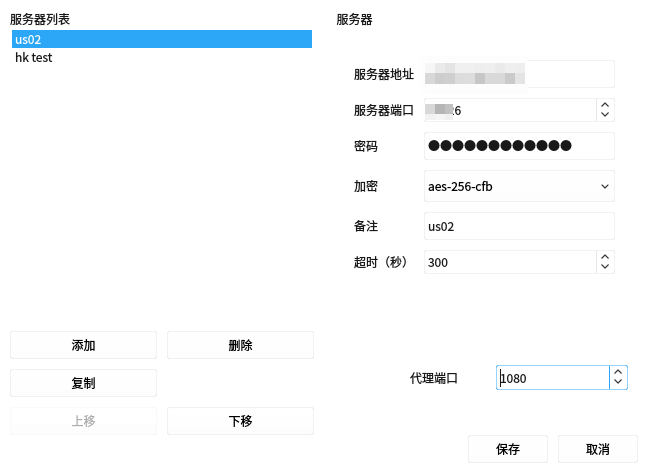 服务器列表
us02
hk test
添加
删除
复制
上移
下移
服务器
服务器地址
服务器端口
6
密码
●●●●●●●●●●●●
加密
aes-256-cfb
备注
us02
超时（秒）
300
代理端口
1080
保存
取消